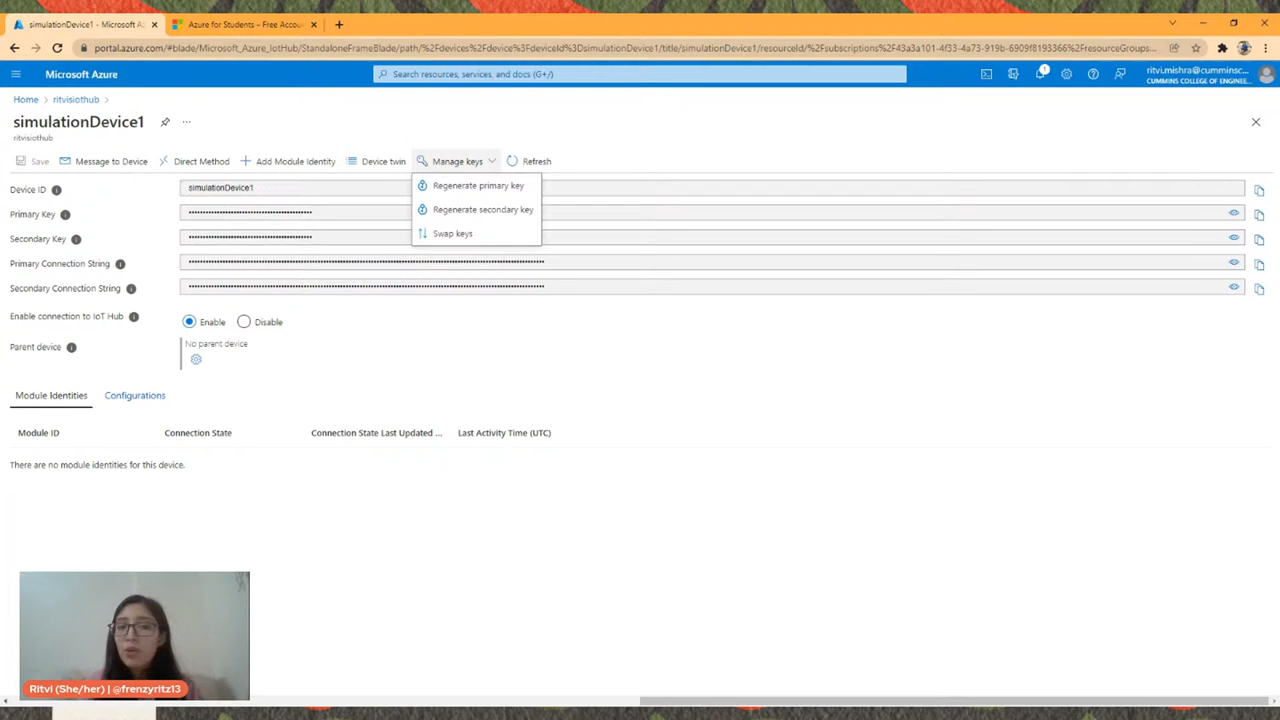 simulationDevice1 - Microsoft Az
Azure for Students – Free Accou
portal.azure.com/#blade/Microsoft_Azure_IotHub/StandaloneFrameBlade/path/%2Fdevices%2Fdevice%3FdeviceId%3DsimulationDevice1/title/simulationDevice1/resourceId/%2Fsubscriptions%2F43a3a101-4f33-4a73-919b-6909f8193366%2FresourceGroups...
Microsoft Azure
Search resources, services, and docs (G+/)
1
ritvi.mishra@cumminsc...
CUMMINS COLLEGE OF ENGINEE...
Home > ritvisiothub >
simulationDevice1
ritvisiothub
Save Message to Device Direct Method Add Module Identity Device twin Manage keys Refresh
Regenerate primary key
Regenerate secondary key
Swap keys
Device ID simulationDevice1
Primary Key
Secondary Key
Primary Connection String
Secondary Connection String
Enable connection to IoT Hub Enable Disable
Parent device No parent device
Module Identities Configurations
Module ID Connection State Connection State Last Updated ... Last Activity Time (UTC)
There are no module identities for this device.
Ritvi (She/her) | @frenzyritz13